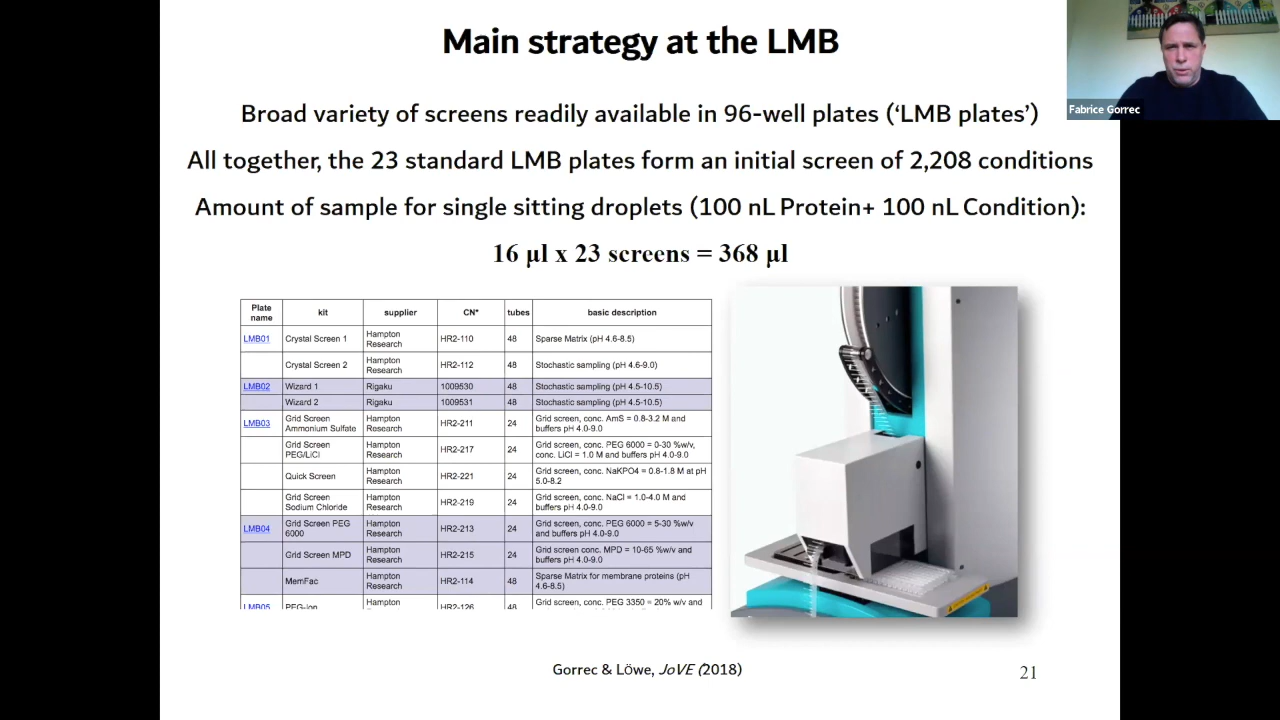 Main strategy at the LMB
Fabrice Gorrec
Broad variety of screens readily available in 96-well plates (‘LMB plates’)
All together, the 23 standard LMB plates form an initial screen of 2,208 conditions
Amount of sample for single sitting droplets (100 nL Protein+ 100 nL Condition):
16 µl x 23 screens = 368 µl
Plate name kit supplier CN* tubes basic description
LMB01 Crystal Screen 1 Hampton Research HR2-110 48 Sparse Matrix (pH 4.6-8.5)
Crystal Screen 2 Hampton Research HR2-112 48 Stochastic sampling (pH 4.6-9.0)
LMB02 Wizard 1 Rigaku 1009530 48 Stochastic sampling (pH 4.5-10.5)
Wizard 2 Rigaku 1009531 48 Stochastic sampling (pH 4.5-10.5)
LMB03 Grid Screen Ammonium Sulfate Hampton Research HR2-211 24 Grid screen, conc. AmS = 0.8-3.2 M and buffers pH 4.0-9.0
Grid Screen PEG/LiCl Hampton Research HR2-217 24 Grid screen, conc. PEG 6000 = 0-30 %w/v, conc. LiCl = 1.0 M and buffers pH 4.0-9.0
Quick Screen Hampton Research HR2-221 24 Grid screen, conc. NaKPO4 = 0.8-1.8 M at pH 5.0-8.2
Grid Screen Sodium Chloride Hampton Research HR2-219 24 Grid screen, conc. NaCl = 1.0-4.0 M and buffers pH 4.0-9.0
LMB04 Grid Screen PEG 6000 Hampton Research HR2-213 24 Grid screen, conc. PEG 6000 = 5-30 %w/v and buffers pH 4.0-9.0
Grid Screen MPD Hampton Research HR2-215 24 Grid screen conc. MPD = 10-65 %w/v and buffers pH 4.0-9.0
MemFac Hampton Research HR2-114 48 Sparse Matrix for membrane proteins (pH 4.6-8.5)
LMB05 PEG-Ion Hampton HR2-126 48 Grid screen, conc. PEG 3350 = 20% w/v and
Gorrec & Löwe, JoVE (2018)
21